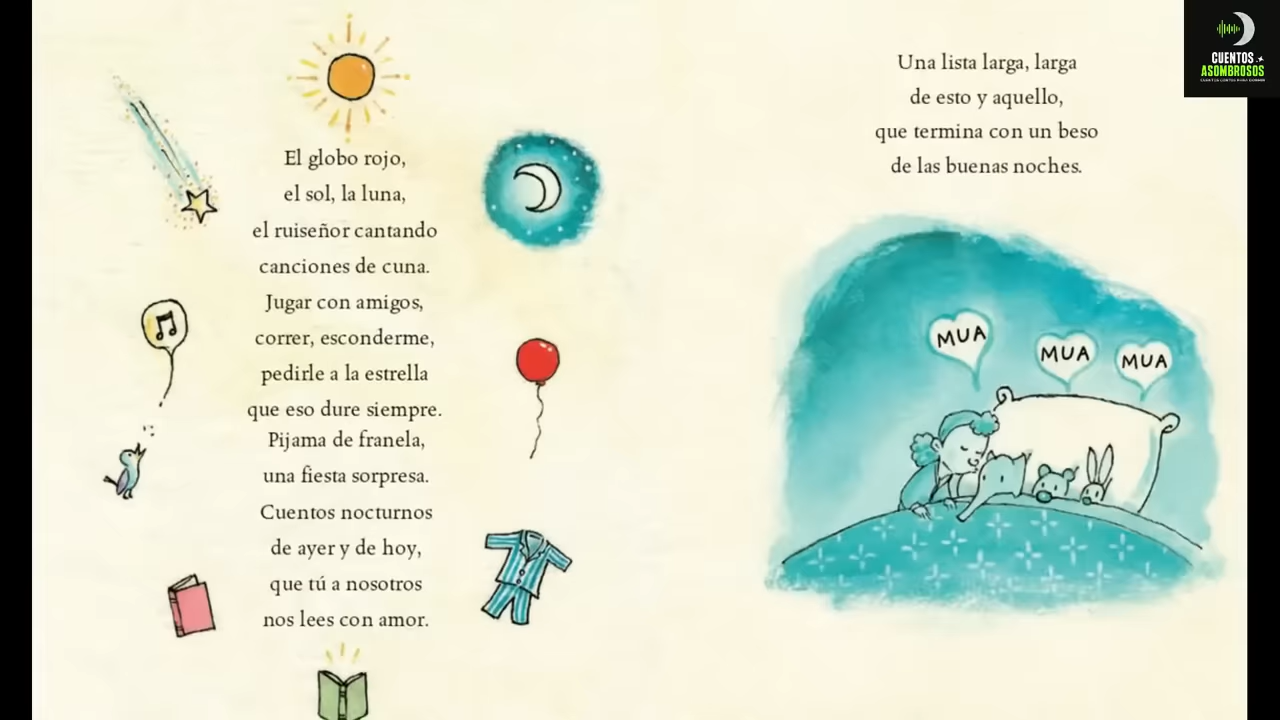 El globo rojo,
el sol, la luna,
el ruiseñor cantando
canciones de cuna.
Jugar con amigos,
correr, esconderme,
pedirle a la estrella
que eso dure siempre.
Pijama de franela,
una fiesta sorpresa.
Cuentos nocturnos
de ayer y de hoy,
que tú a nosotros
nos lees con amor.
Una lista larga, larga
de esto y aquello,
que termina con un beso
de las buenas noches.
MUA
MUA
MUA
CUENTOS
ASOMBROSOS